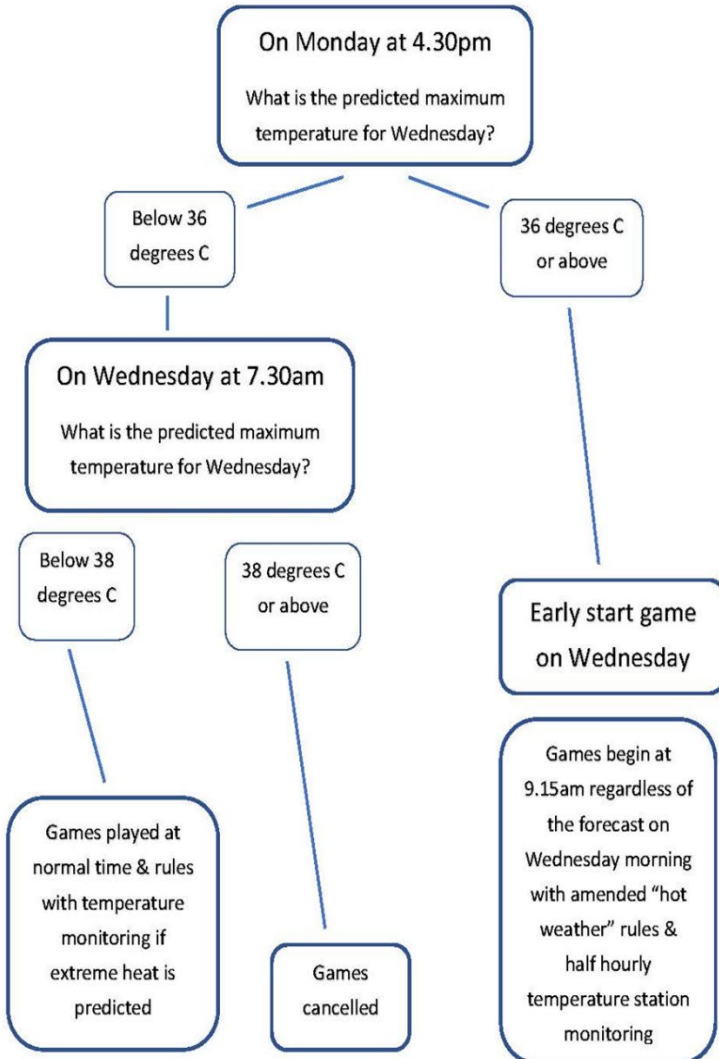 On Monday at 4.30pm
What is the predicted maximum
temperature for Wednesday?
Below 36
degrees C
36 degrees C
or above
On Wednesday at 7.30am
What is the predicted maximum
temperature for Wednesday?
Below 38
degrees C
38 degrees C
or above
Early start game
on Wednesday
Games played at
normal time & rules
with temperature
monitoring if
extreme heat is
predicted
Games
cancelled
Games begin at
9.15am regardless of
the forecast on
Wednesday morning
with amended “hot
weather” rules &
half hourly
temperature station
monitoring